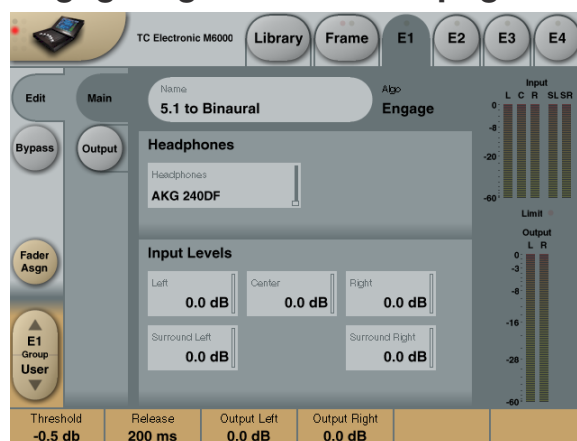 TC Electronic M6000
Library
Frame
E1
E2
E3
E4
Edit
Main
Name
5.1 to Binaural
Algo
Engage
Input
L C R SL SR
0
-8
-20
-60
Bypass
Output
Headphones
Headphones
AKG 240DF
Limit
Output
L R
0
-3
-8
-16
-28
-60
Fader
Asgn
Input Levels
Left
0.0 dB
Center
0.0 dB
Right
0.0 dB
Surround Left
0.0 dB
Surround Right
0.0 dB
E1
Group
User
Threshold
-0.5 db
Release
200 ms
Output Left
0.0 dB
Output Right
0.0 dB